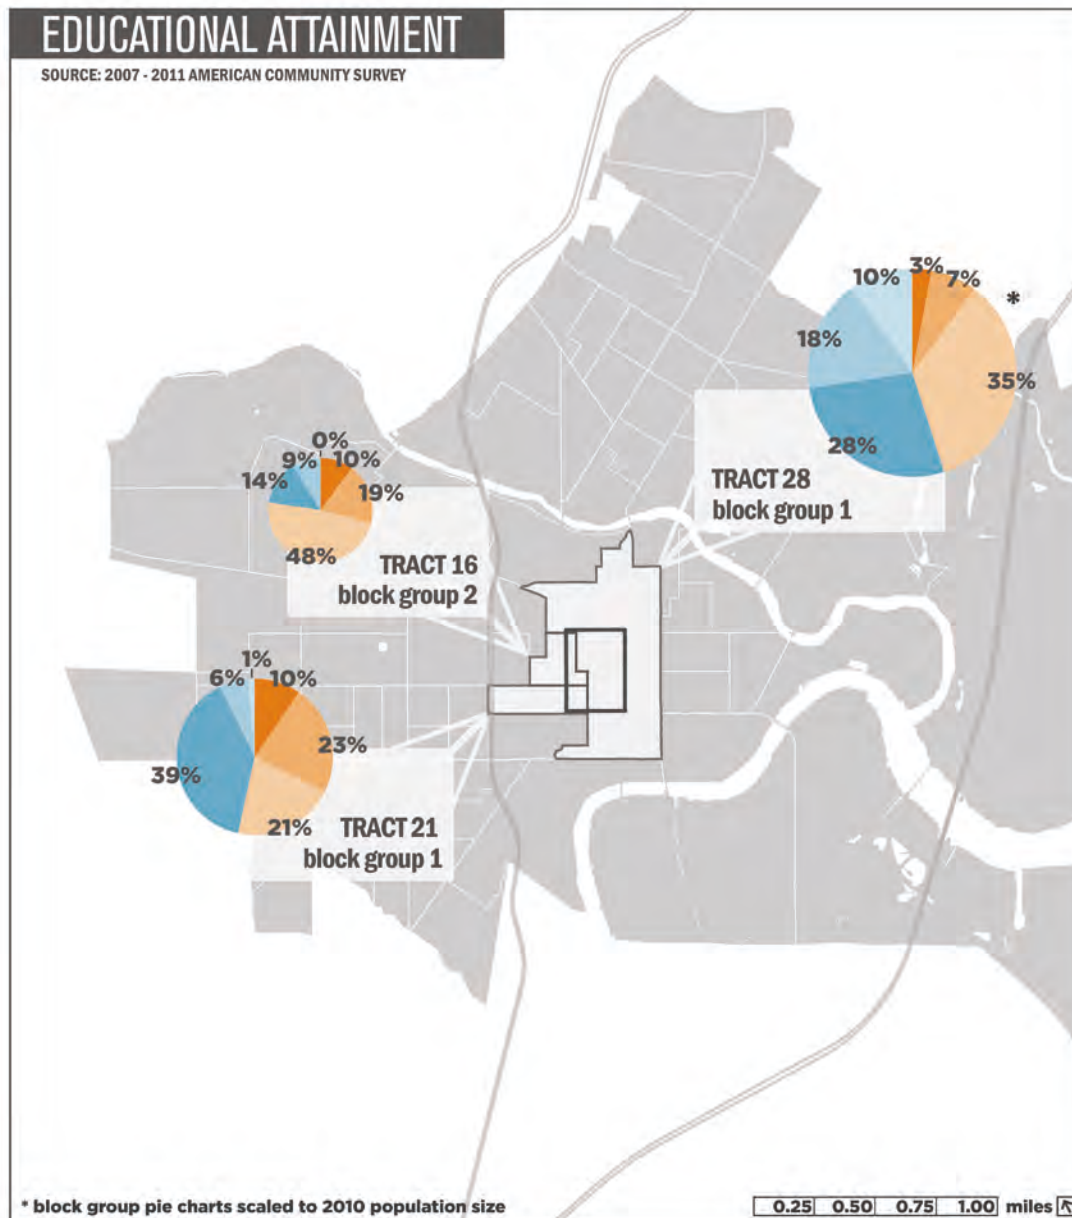 EDUCATIONAL ATTAINMENT
SOURCE: 2007 - 2011 AMERICAN COMMUNITY SURVEY
10%
3%
7%
*
18%
35%
28%
TRACT 28
block group 1
0%
9%
10%
14%
19%
48%
TRACT 16
block group 2
1%
6%
10%
23%
39%
21%
TRACT 21
block group 1
* block group pie charts scaled to 2010 population size
0.25 0.50 0.75 1.00 miles